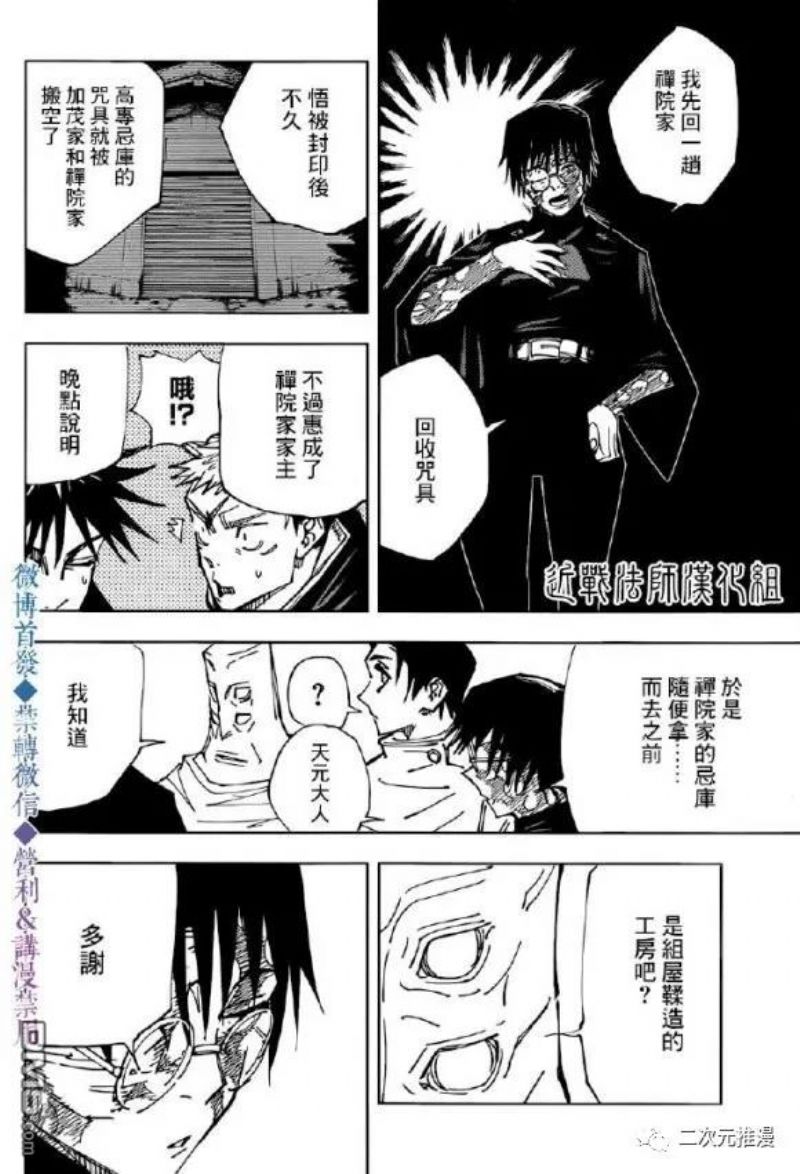 我先回一趟
禪院家
回收咒具
近戰法師漢化組
悟被封印後
不久
高專忌庫的
咒具就被
加茂家和禪院家
搬空了
不過惠成了
禪院家家主
哦!?
晚點說明
於是
禪院家的忌庫
隨便拿……
而去之前
?
天元大人
我知道
是組屋鞣造的
工房吧?
多謝
微博首發◆禁轉微信◆營利&講漫禁用
二次元推漫